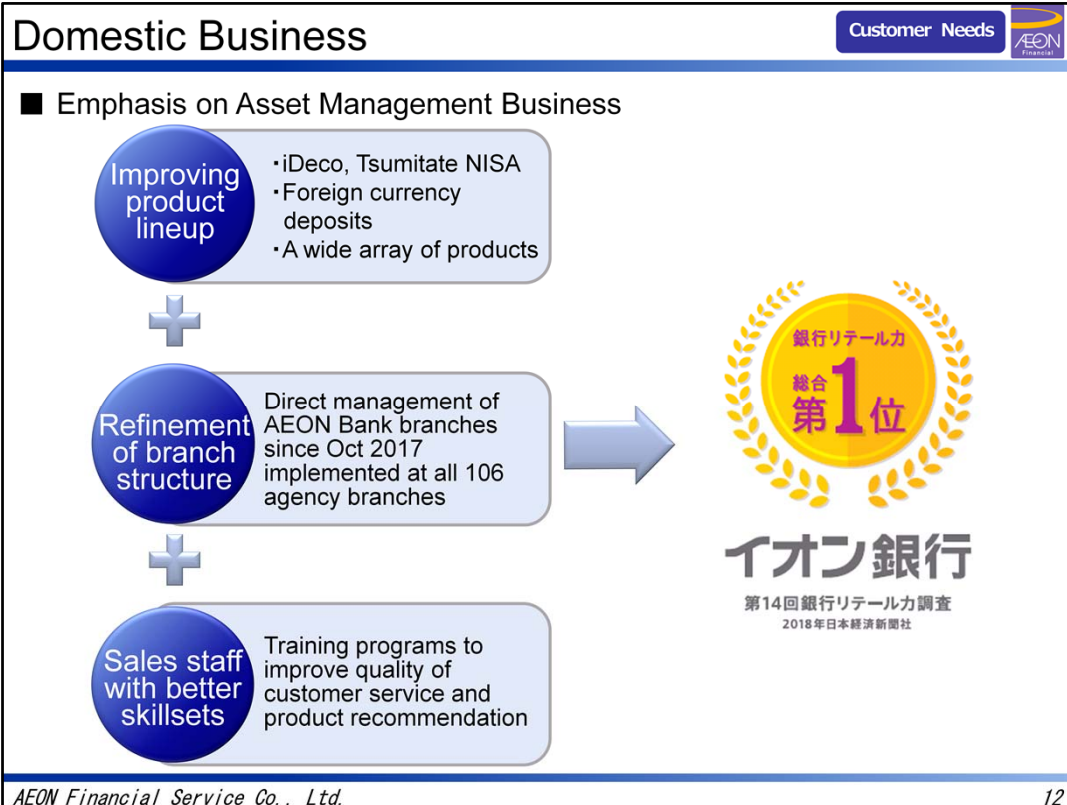 Domestic Business
Customer Needs
AEON
Financial
■ Emphasis on Asset Management Business
Improving
product
lineup
・iDeco, Tsumitate NISA
・Foreign currency
deposits
・A wide array of products
Refinement
of branch
structure
Direct management of
AEON Bank branches
since Oct 2017
implemented at all 106
agency branches
Sales staff
with better
skillsets
Training programs to
improve quality of
customer service and
product recommendation
銀行リテール力
総合
第1位
イオン銀行
第14回銀行リテール力調査
2018年日本経済新聞社
AEON Financial Service Co., Ltd.
12